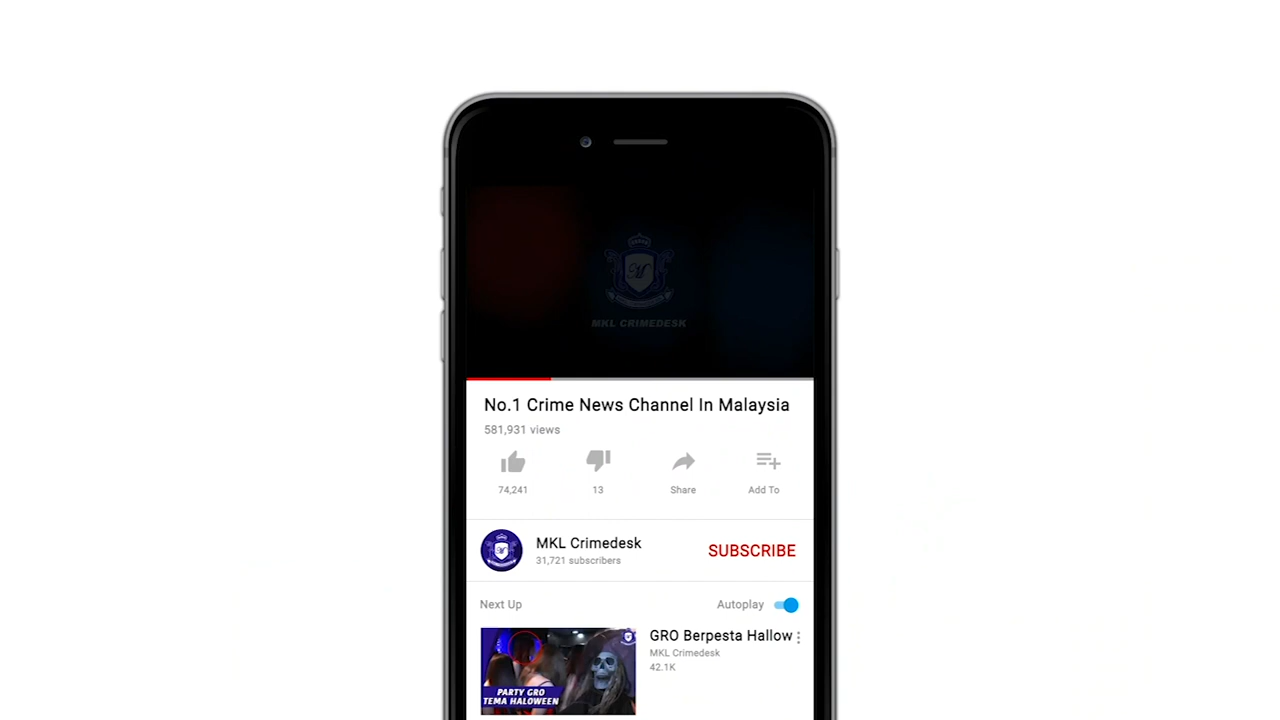 M
MKL CRIMEDESK
No.1 Crime News Channel In Malaysia
581,931 views
74,241
13
Share
Add To
MKL Crimedesk
31,721 subscribers
SUBSCRIBE
Next Up
Autoplay
GRO Berpesta Hallow
MKL Crimedesk
42.1K
PARTY GRO
TEMA HALOWEEN